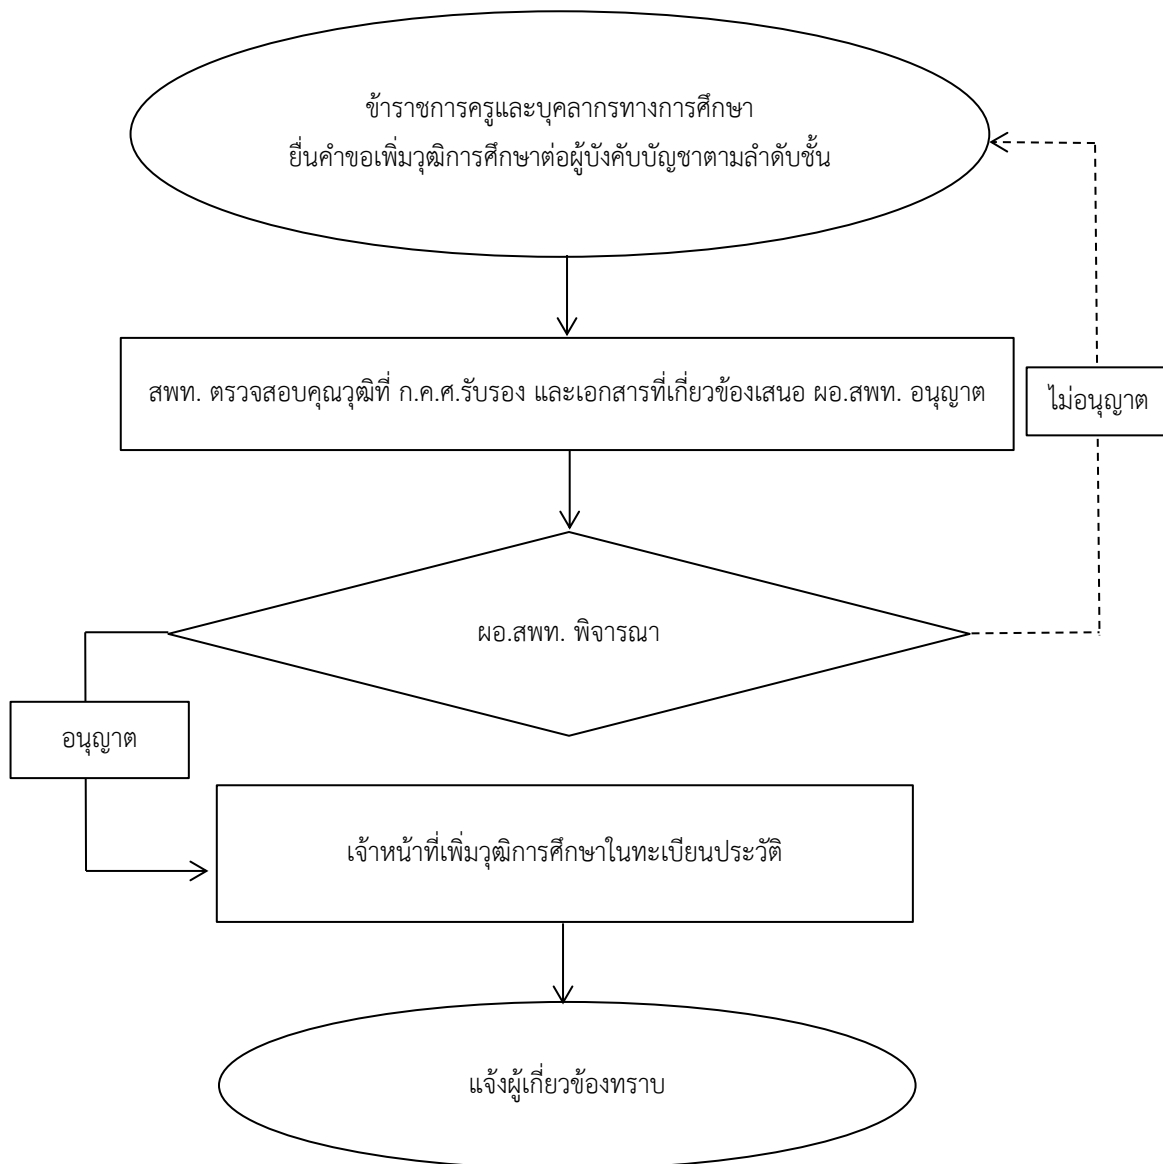 ข้าราชการครูและบุคลากรทางการศึกษา
ยื่นคำขอเพิ่มวุฒิการศึกษาต่อผู้บังคับบัญชาตามลำดับชั้น
สพท. ตรวจสอบคุณวุฒิที่ ก.ค.ศ.รับรอง และเอกสารที่เกี่ยวข้องเสนอ ผอ.สพท. อนุญาต
ไม่อนุญาต
ผอ.สพท. พิจารณา
อนุญาต
เจ้าหน้าที่เพิ่มวุฒิการศึกษาในทะเบียนประวัติ
แจ้งผู้เกี่ยวข้องทราบ